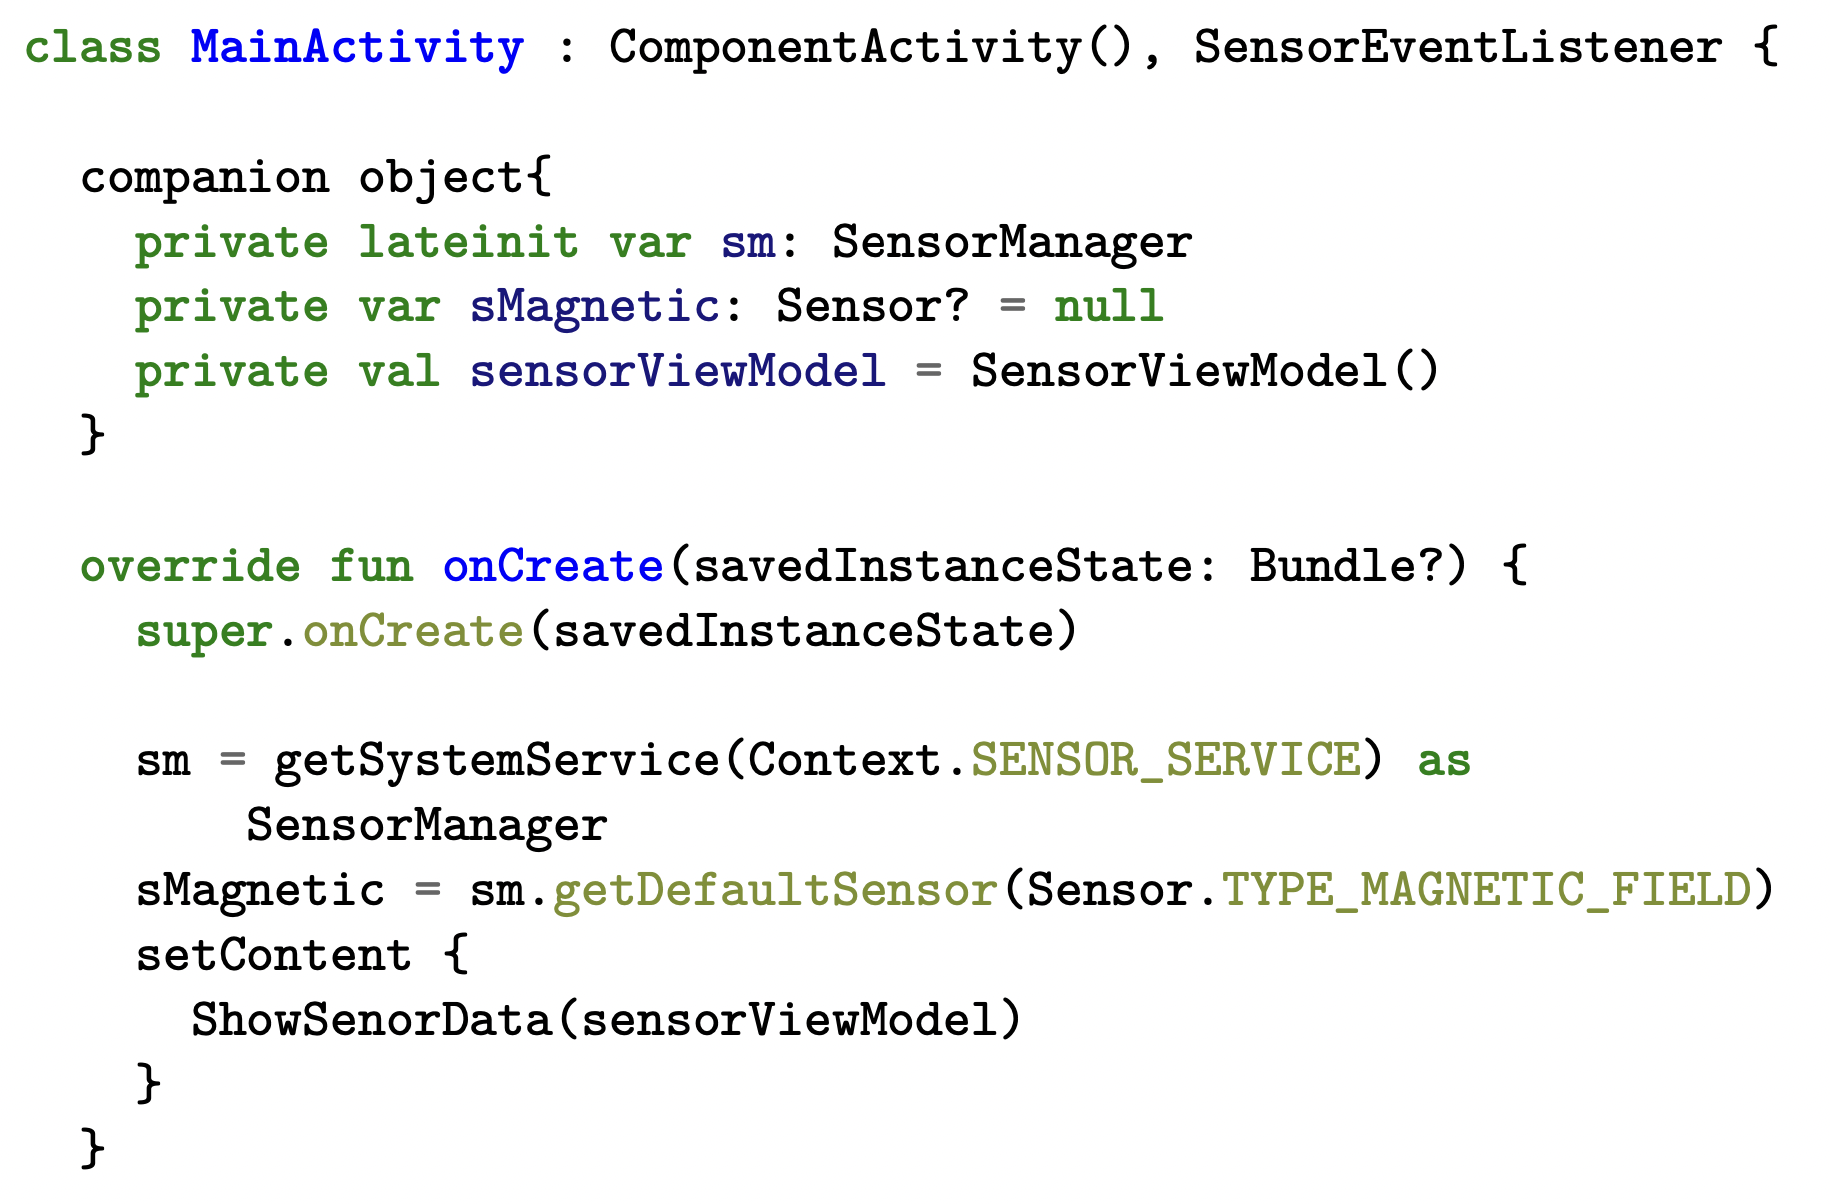 class MainActivity : ComponentActivity(), SensorEventListener {
companion object{
private lateinit var sm: SensorManager
private var sMagnetic: Sensor? = null
private val sensorViewModel = SensorViewModel()
}
override fun onCreate(savedInstanceState: Bundle?) {
super.onCreate(savedInstanceState)
sm = getSystemService(Context.SENSOR_SERVICE) as
SensorManager
sMagnetic = sm.getDefaultSensor(Sensor.TYPE_MAGNETIC_FIELD)
setContent {
ShowSenorData(sensorViewModel)
}
}